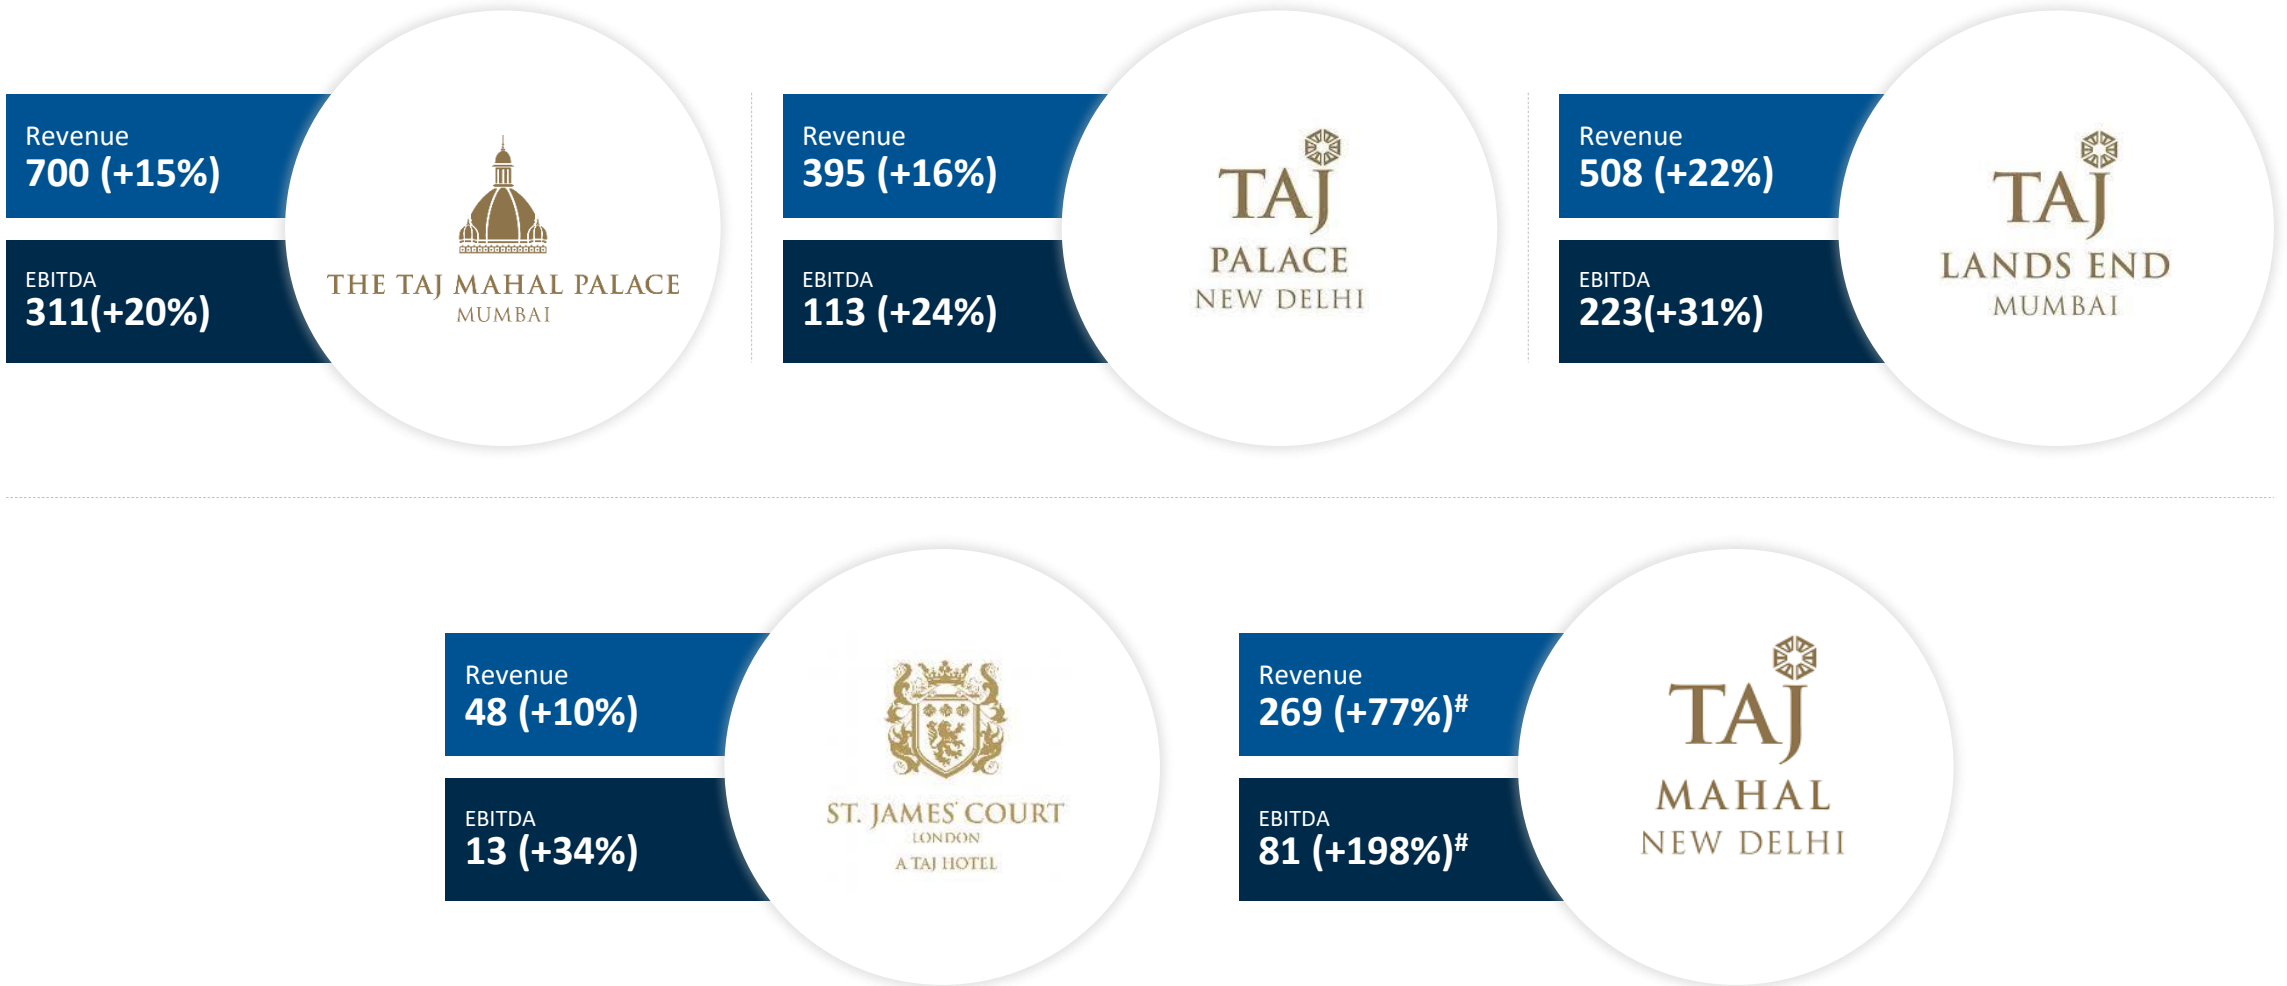 Revenue
700 (+15%)
EBITDA
311(+20%)
THE TAJ MAHAL PALACE
MUMBAI
Revenue
395 (+16%)
EBITDA
113 (+24%)
TAJ
PALACE
NEW DELHI
Revenue
508 (+22%)
EBITDA
223(+31%)
TAJ
LANDS END
MUMBAI
Revenue
48 (+10%)
EBITDA
13 (+34%)
ST. JAMES' COURT
LONDON
A TAJ HOTEL
Revenue
269 (+77%)#
EBITDA
81 (+198%)#
TAJ
MAHAL
NEW DELHI